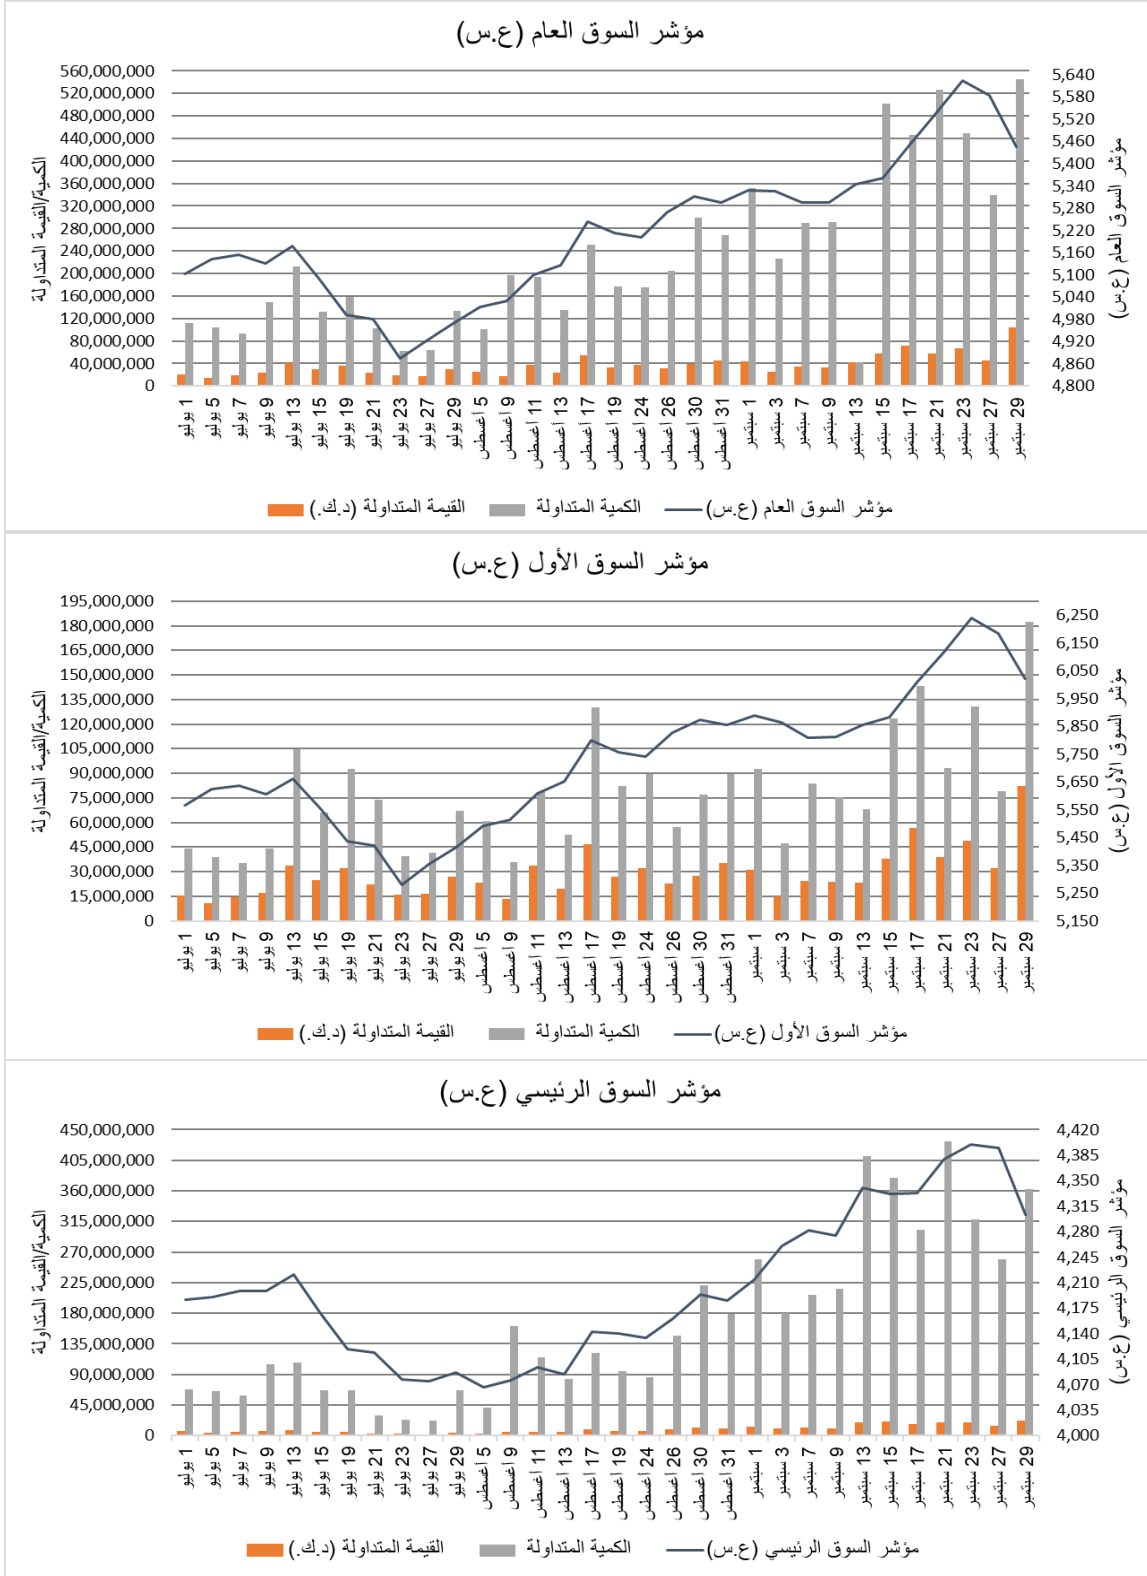 مؤشر السوق العام (ع.س)
الكمية/القيمة المتداولة
560,000,000
520,000,000
480,000,000
440,000,000
400,000,000
360,000,000
320,000,000
280,000,000
240,000,000
200,000,000
160,000,000
120,000,000
80,000,000
40,000,000
0
5,640
5,580
5,520
5,460
5,400
5,340
5,280
5,220
5,160
5,100
5,040
4,980
4,920
4,860
4,800
مؤشر السوق العام (ع.س)
1 يوليو
5 يوليو
7 يوليو
9 يوليو
13 يوليو
15 يوليو
19 يوليو
21 يوليو
23 يوليو
27 يوليو
29 يوليو
5 أغسطس
9 أغسطس
11 أغسطس
13 أغسطس
17 أغسطس
19 أغسطس
24 أغسطس
26 أغسطس
30 أغسطس
31 أغسطس
1 سبتمبر
3 سبتمبر
7 سبتمبر
9 سبتمبر
13 سبتمبر
15 سبتمبر
17 سبتمبر
21 سبتمبر
23 سبتمبر
27 سبتمبر
29 سبتمبر
القيمة المتداولة (د.ك.) الكمية المتداولة مؤشر السوق العام (ع.س)
مؤشر السوق الأول (ع.س)
الكمية/القيمة المتداولة
195,000,000
180,000,000
165,000,000
150,000,000
135,000,000
120,000,000
105,000,000
90,000,000
75,000,000
60,000,000
45,000,000
30,000,000
15,000,000
0
6,250
6,150
6,050
5,950
5,850
5,750
5,650
5,550
5,450
5,350
5,250
5,150
مؤشر السوق الأول (ع.س)
1 يوليو
5 يوليو
7 يوليو
9 يوليو
13 يوليو
15 يوليو
19 يوليو
21 يوليو
23 يوليو
27 يوليو
29 يوليو
5 أغسطس
9 أغسطس
11 أغسطس
13 أغسطس
17 أغسطس
19 أغسطس
24 أغسطس
26 أغسطس
30 أغسطس
31 أغسطس
1 سبتمبر
3 سبتمبر
7 سبتمبر
9 سبتمبر
13 سبتمبر
15 سبتمبر
17 سبتمبر
21 سبتمبر
23 سبتمبر
27 سبتمبر
29 سبتمبر
القيمة المتداولة (د.ك.) الكمية المتداولة مؤشر السوق الأول (ع.س)
مؤشر السوق الرئيسي (ع.س)
الكمية/القيمة المتداولة
450,000,000
405,000,000
360,000,000
315,000,000
270,000,000
225,000,000
180,000,000
135,000,000
90,000,000
45,000,000
0
4,420
4,385
4,350
4,315
4,280
4,245
4,210
4,175
4,140
4,105
4,070
4,035
4,000
مؤشر السوق الرئيسي (ع.س)
1 يوليو
5 يوليو
7 يوليو
9 يوليو
13 يوليو
15 يوليو
19 يوليو
21 يوليو
23 يوليو
27 يوليو
29 يوليو
5 أغسطس
9 أغسطس
11 أغسطس
13 أغسطس
17 أغسطس
19 أغسطس
24 أغسطس
26 أغسطس
30 أغسطس
31 أغسطس
1 سبتمبر
3 سبتمبر
7 سبتمبر
9 سبتمبر
13 سبتمبر
15 سبتمبر
17 سبتمبر
21 سبتمبر
23 سبتمبر
27 سبتمبر
29 سبتمبر
القيمة المتداولة (د.ك.) الكمية المتداولة مؤشر السوق الرئيسي (ع.س)